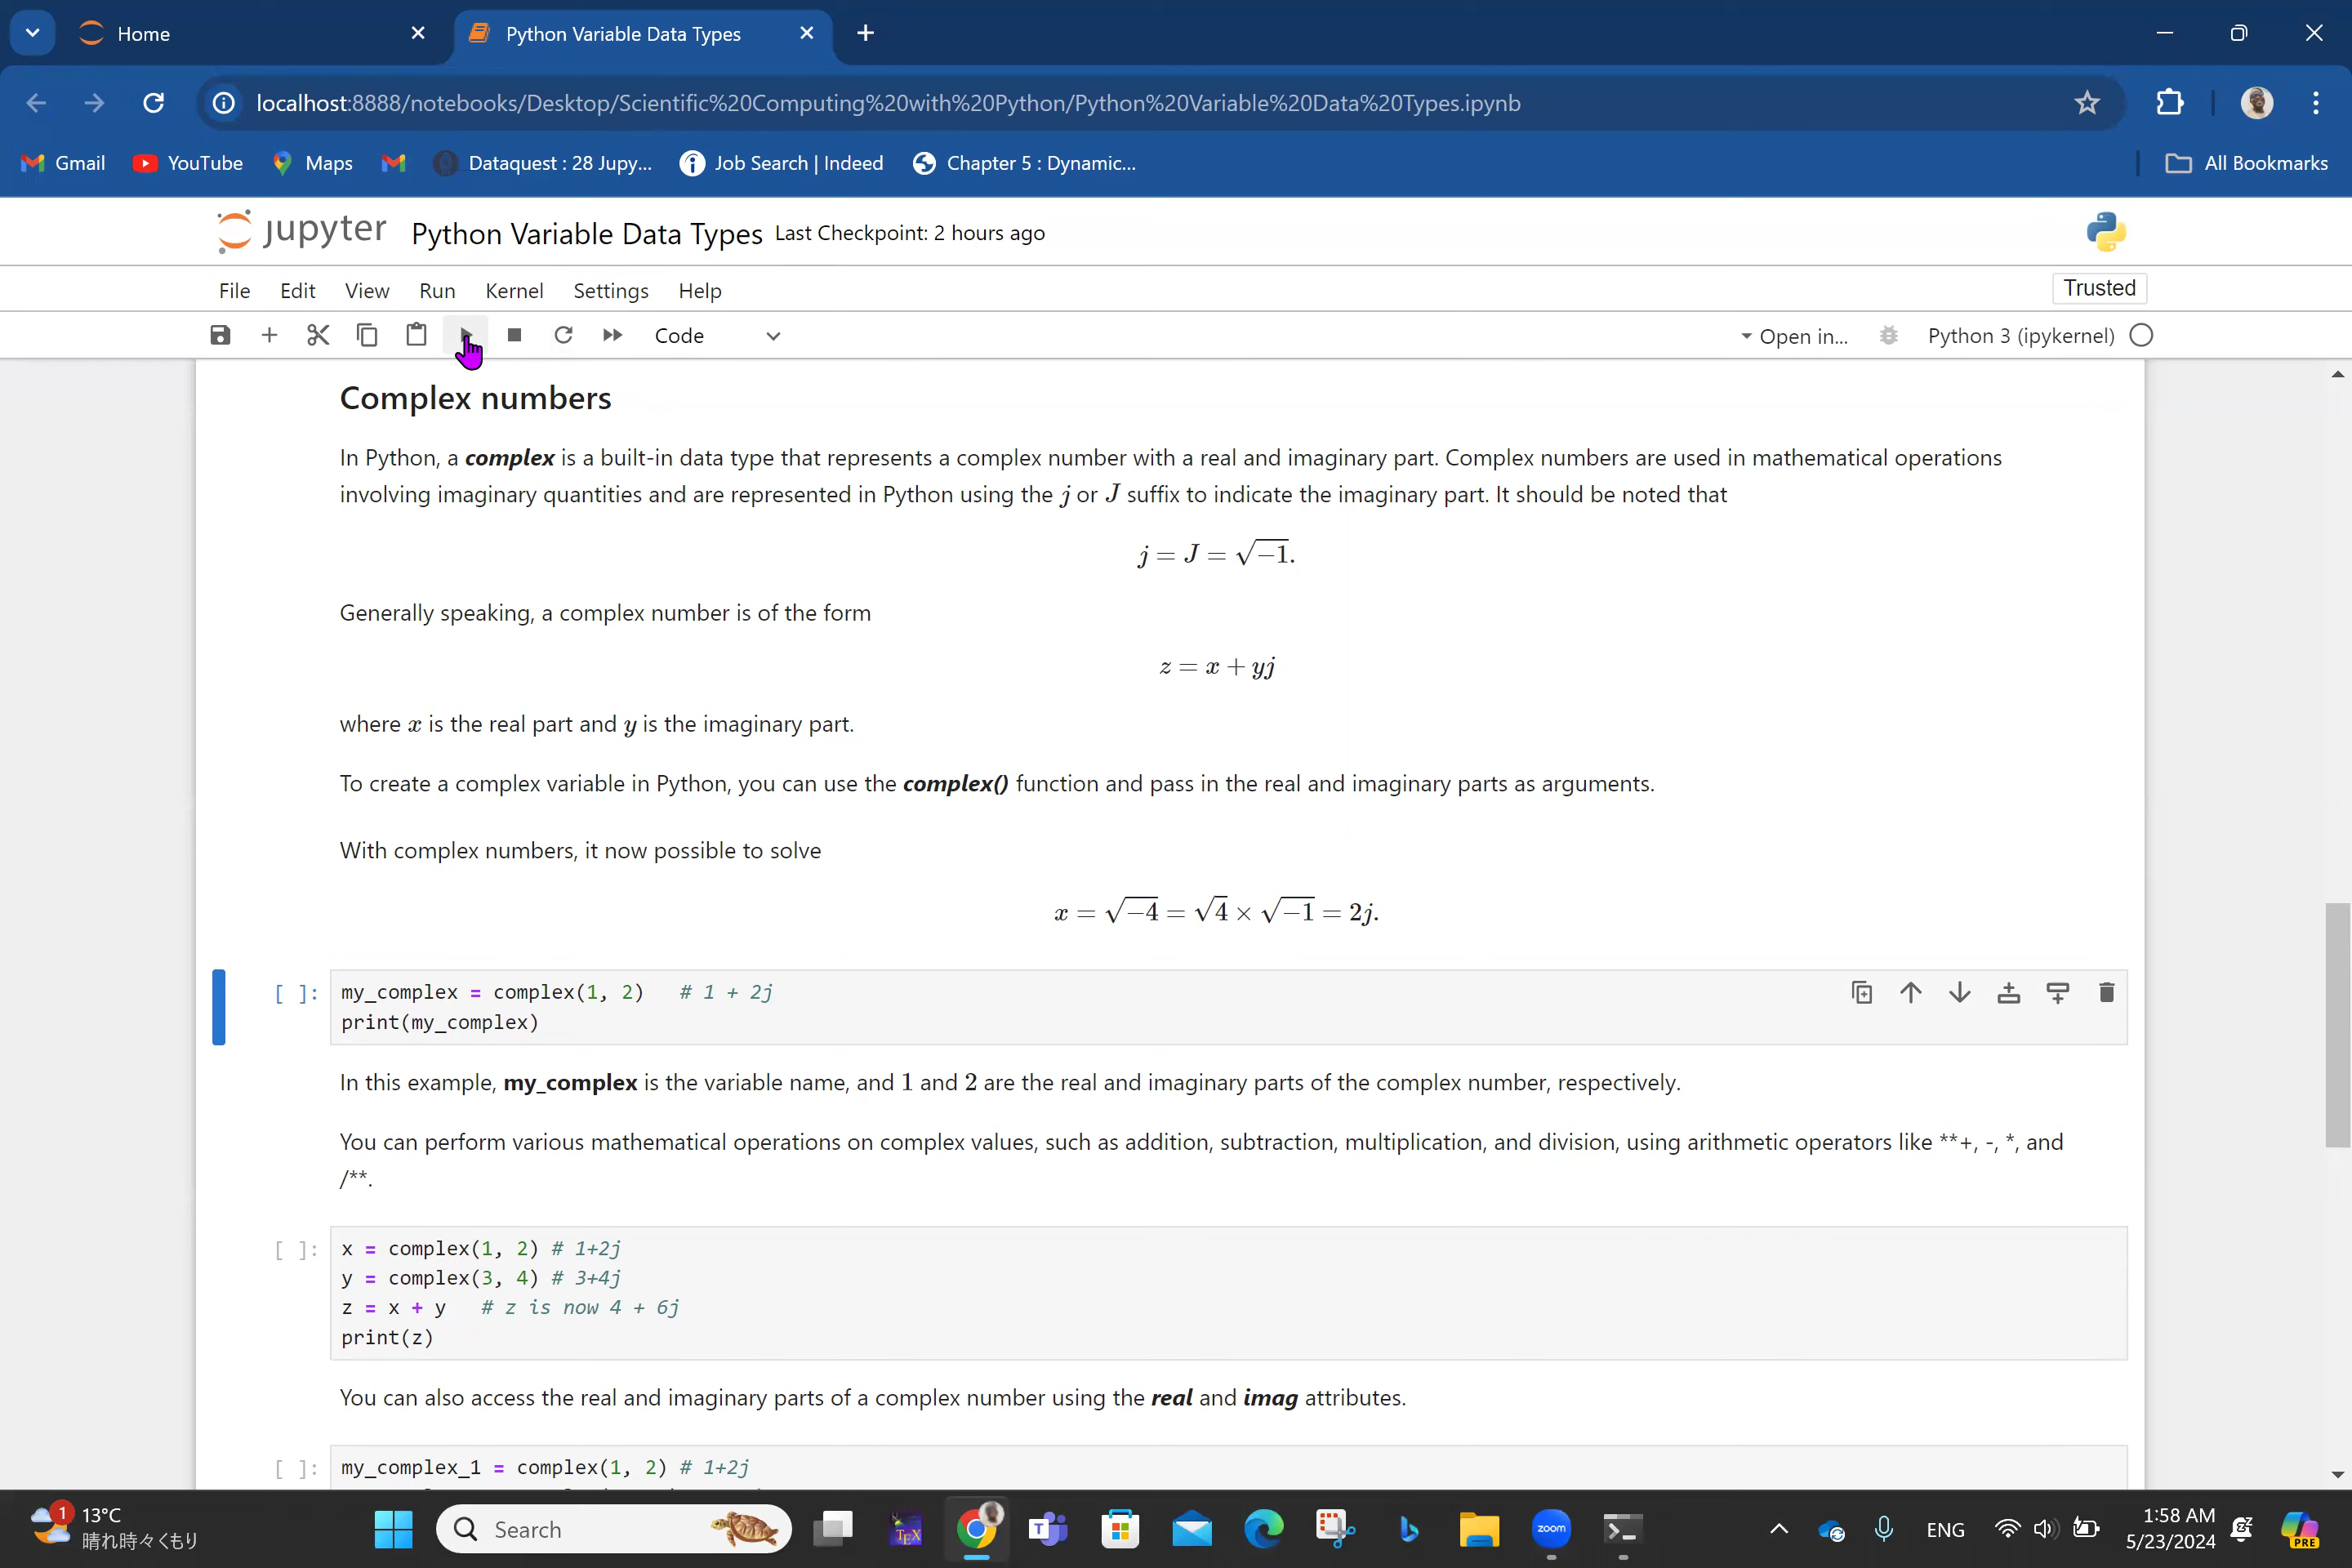 Home
Python Variable Data Types
localhost:8888/notebooks/Desktop/Scientific%20Computing%20with%20Python/Python%20Variable%20Data%20Types.ipynb
Gmail YouTube Maps Dataquest : 28 Jupy... Job Search | Indeed Chapter 5 : Dynamic... All Bookmarks
jupyter Python Variable Data Types Last Checkpoint: 2 hours ago
File Edit View Run Kernel Settings Help Trusted
Code Open in... Python 3 (ipykernel)
Complex numbers
In Python, a complex is a built-in data type that represents a complex number with a real and imaginary part. Complex numbers are used in mathematical operations
involving imaginary quantities and are represented in Python using the j or J suffix to indicate the imaginary part. It should be noted that
j = J = √−1.
Generally speaking, a complex number is of the form
z = x + yj
where x is the real part and y is the imaginary part.
To create a complex variable in Python, you can use the complex() function and pass in the real and imaginary parts as arguments.
With complex numbers, it now possible to solve
x = √−4 = √4 × √−1 = 2j.
[ ]: my_complex = complex(1, 2) # 1 + 2j
print(my_complex)
In this example, my_complex is the variable name, and 1 and 2 are the real and imaginary parts of the complex number, respectively.
You can perform various mathematical operations on complex values, such as addition, subtraction, multiplication, and division, using arithmetic operators like **+, -, *, and
/**.
[ ]: x = complex(1, 2) # 1+2j
y = complex(3, 4) # 3+4j
z = x + y # z is now 4 + 6j
print(z)
You can also access the real and imaginary parts of a complex number using the real and imag attributes.
[ ]: my_complex_1 = complex(1, 2) # 1+2j
1 13°C
晴れ時々くもり
Search
TEX
T
zoom
ENG
1:58 AM
5/23/2024
PRE